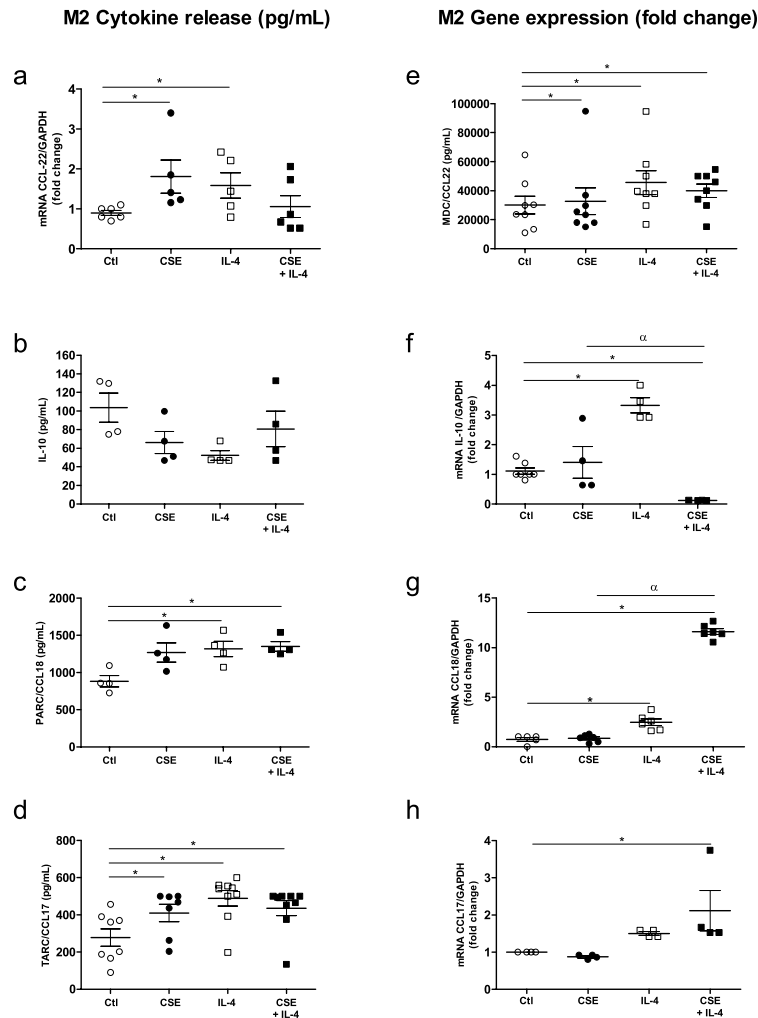 M2 Cytokine release (pg/mL)
M2 Gene expression (fold change)
a
mRNA CCL-22/GAPDH
(fold change)
4
3
2
1
0
*
*
Ctl
CSE
IL-4
CSE
+ IL-4
e
MDC/CCL22 (pg/mL)
100000
80000
60000
40000
20000
0
*
*
*
Ctl
CSE
IL-4
CSE
+ IL-4
b
IL-10 (pg/mL)
160
140
120
100
80
60
40
20
0
Ctl
CSE
IL-4
CSE
+ IL-4
f
mRNA IL-10 /GAPDH
(fold change)
5
4
3
2
1
0
α
*
*
Ctl
CSE
IL-4
CSE
+ IL-4
c
PARC/CCL18 (pg/mL)
2000
1500
1000
500
0
*
*
Ctl
CSE
IL-4
CSE
+ IL-4
g
mRNA CCL18/GAPDH
(fold change)
15
10
5
0
α
*
*
Ctl
CSE
IL-4
CSE
+ IL-4
d
TARC/CCL17 (pg/mL)
800
600
400
200
0
*
*
*
Ctl
CSE
IL-4
CSE
+ IL-4
h
mRNA CCL17/GAPDH
(fold change)
4
3
2
1
0
*
Ctl
CSE
IL-4
CSE
+ IL-4